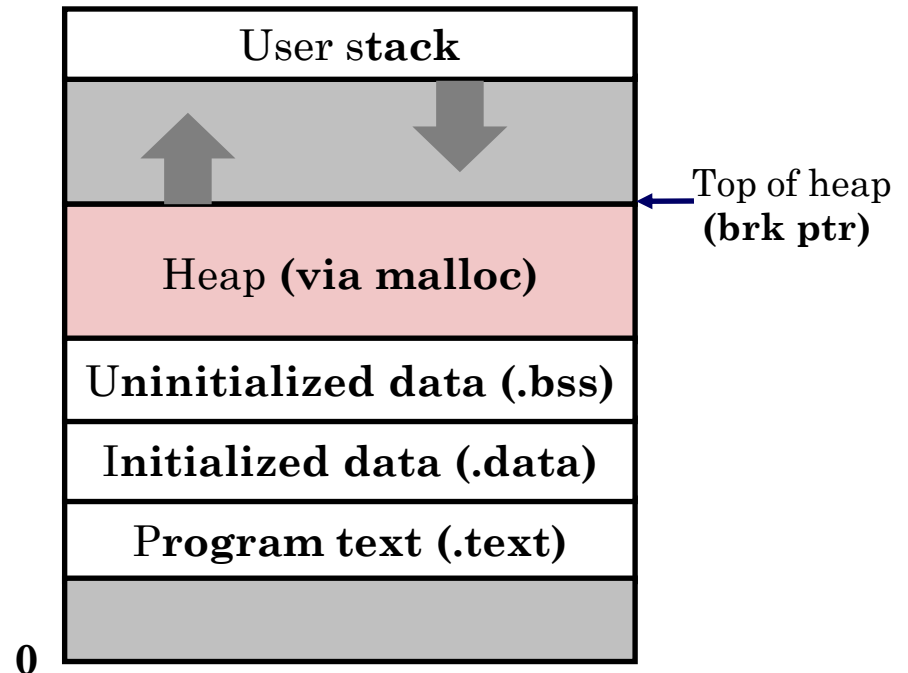 User stack
Top of heap
(brk ptr)
Heap (via malloc)
Uninitialized data (.bss)
Initialized data (.data)
Program text (.text)
0